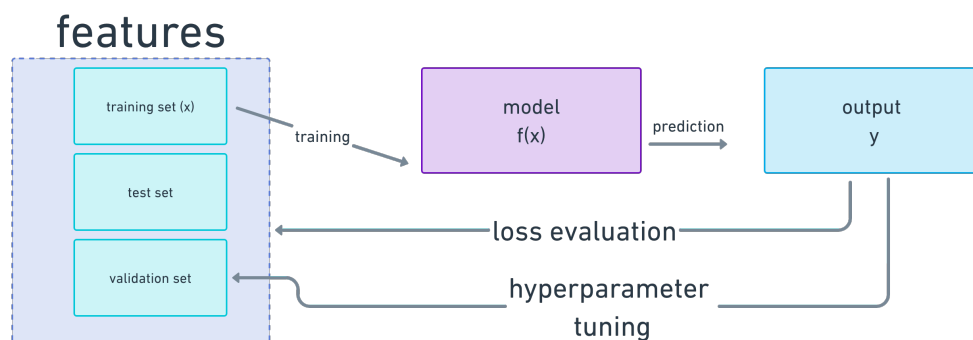 features
training set (x)
test set
validation set
training
model
f(x)
prediction
output
y
loss evaluation
hyperparameter
tuning